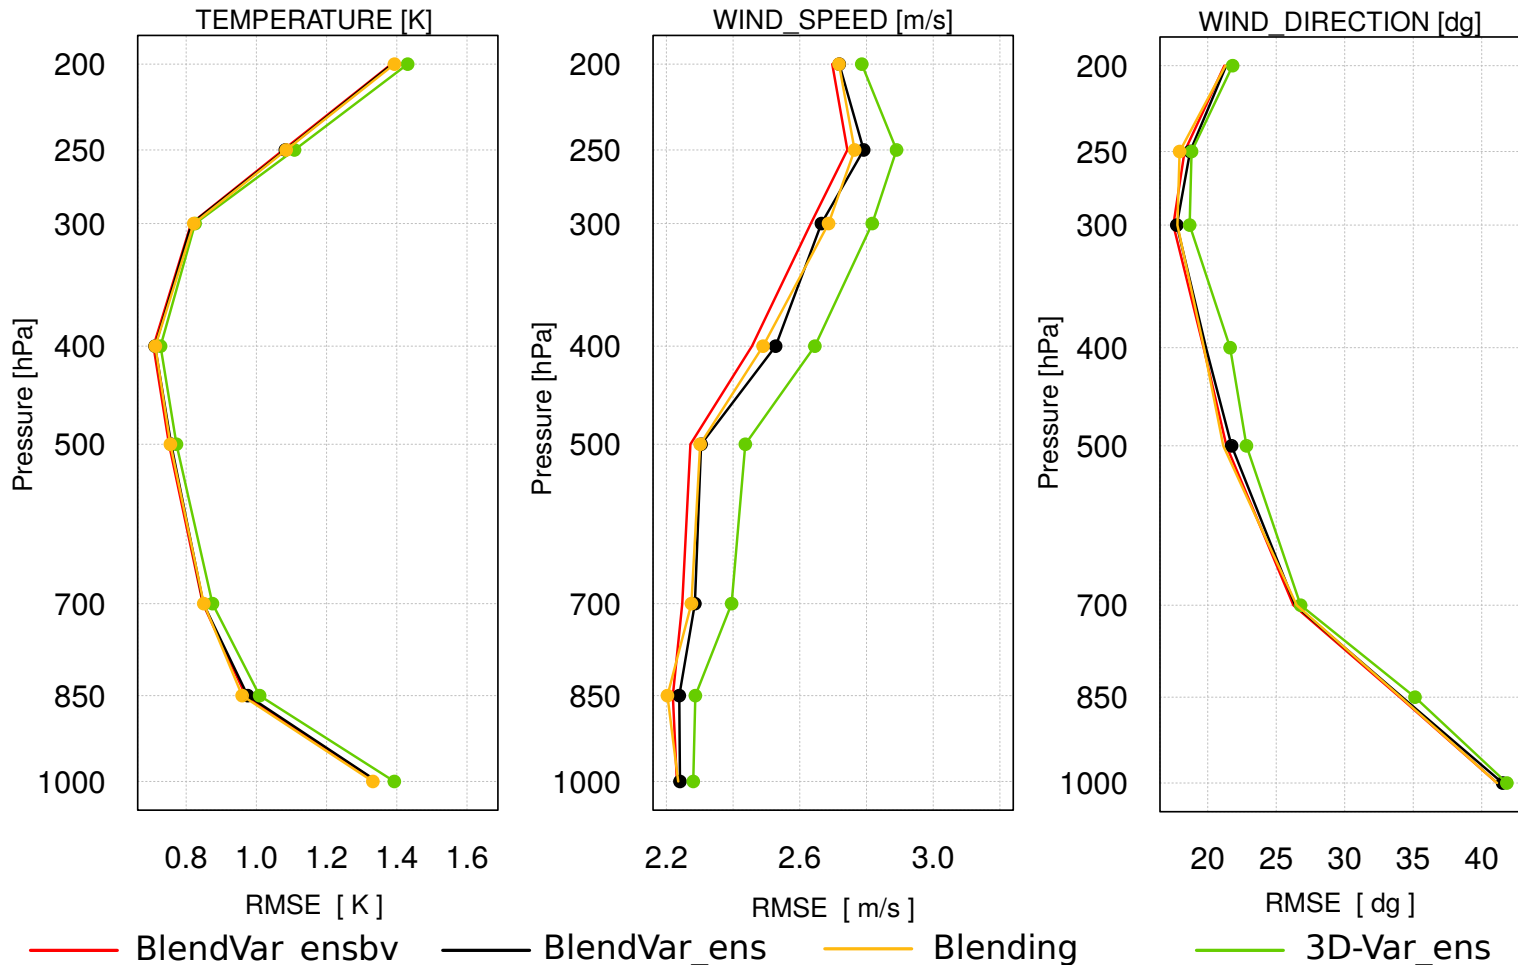 TEMPERATURE [K]
WIND_SPEED [m/s]
WIND_DIRECTION [dg]
Pressure [hPa]
200
250
300
400
500
700
850
1000
0.8 1.0 1.2 1.4 1.6
RMSE [ K ]
Pressure [hPa]
200
250
300
400
500
700
850
1000
2.2 2.6 3.0
RMSE [ m/s ]
Pressure [hPa]
200
250
300
400
500
700
850
1000
20 25 30 35 40
RMSE [ dg ]
BlendVar_ensbv BlendVar_ens Blending 3D-Var_ens